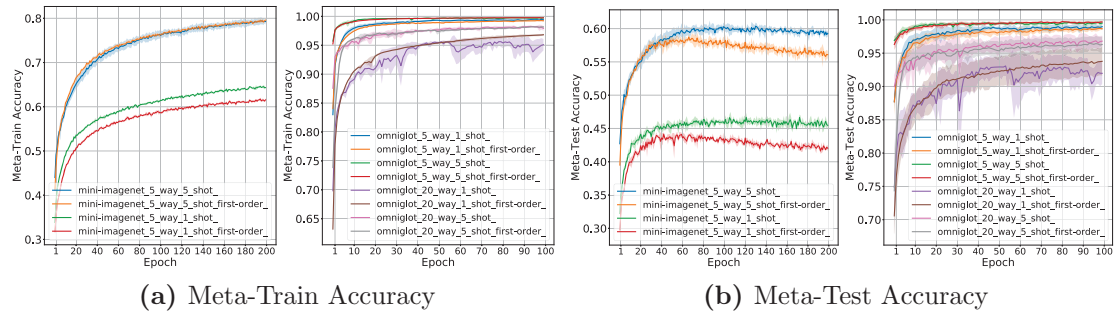 Meta-Train Accuracy
0.8
0.7
0.6
0.5
0.4
0.3
mini-imagenet_5_way_5_shot_
mini-imagenet_5_way_5_shot_first-order_
mini-imagenet_5_way_1_shot_
mini-imagenet_5_way_1_shot_first-order_
1 20 40 60 80 100 120 140 160 180 200
Epoch
Meta-Train Accuracy
1.00
0.95
0.90
0.85
0.80
0.75
0.70
0.65
omniglot_5_way_1_shot_
omniglot_5_way_1_shot_first-order_
omniglot_5_way_5_shot_
omniglot_5_way_5_shot_first-order_
omniglot_20_way_1_shot_
omniglot_20_way_1_shot_first-order_
omniglot_20_way_5_shot_
omniglot_20_way_5_shot_first-order_
1 10 20 30 40 50 60 70 80 90 100
Epoch
(a) Meta-Train Accuracy
Meta-Test Accuracy
0.60
0.55
0.50
0.45
0.40
0.35
0.30
mini-imagenet_5_way_5_shot_
mini-imagenet_5_way_5_shot_first-order_
mini-imagenet_5_way_1_shot_
mini-imagenet_5_way_1_shot_first-order_
1 20 40 60 80 100 120 140 160 180 200
Epoch
Meta-Test Accuracy
1.00
0.95
0.90
0.85
0.80
0.75
0.70
omniglot_5_way_1_shot_
omniglot_5_way_1_shot_first-order_
omniglot_5_way_5_shot_
omniglot_5_way_5_shot_first-order_
omniglot_20_way_1_shot_
omniglot_20_way_1_shot_first-order_
omniglot_20_way_5_shot_
omniglot_20_way_5_shot_first-order_
1 10 20 30 40 50 60 70 80 90 100
Epoch
(b) Meta-Test Accuracy